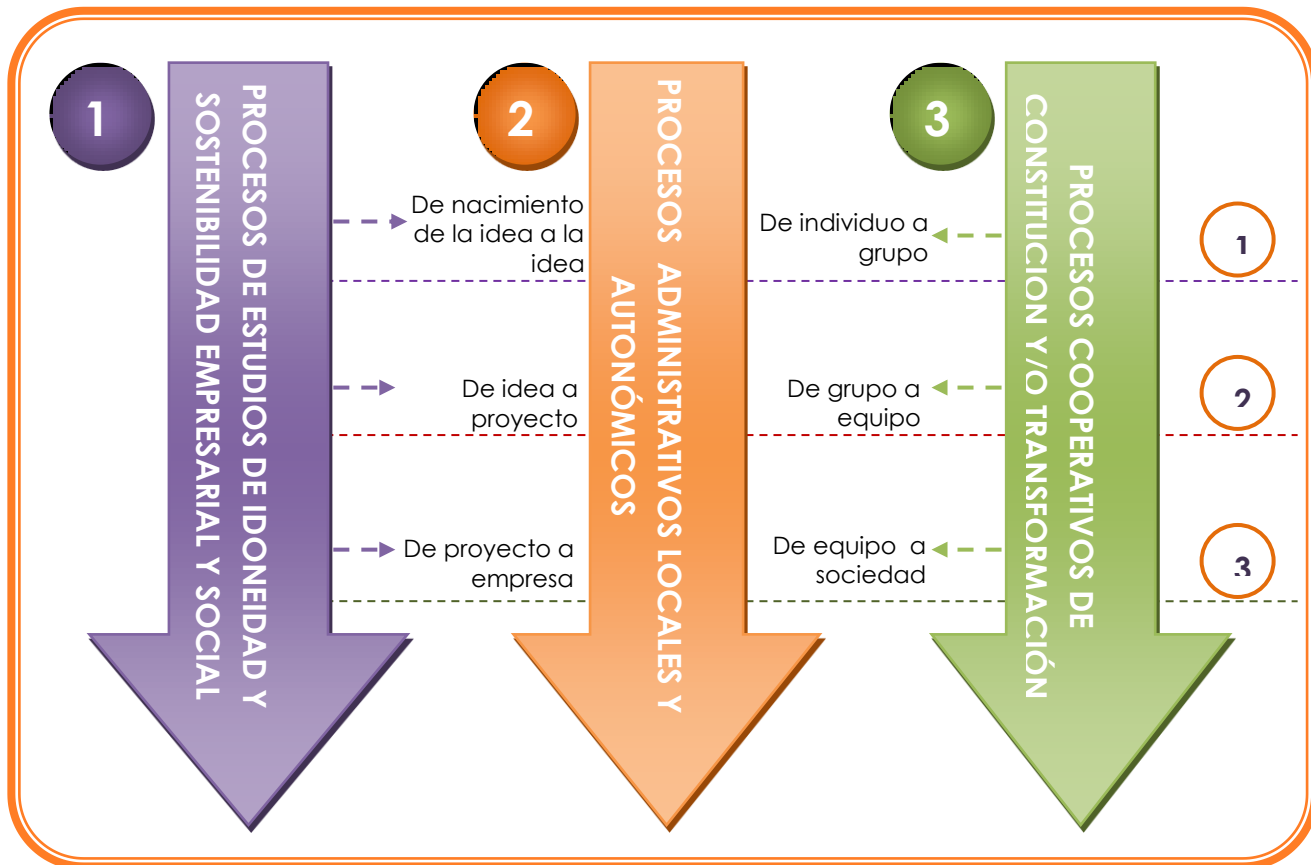 1
PROCESOS DE ESTUDIOS DE IDONEIDAD Y
SOSTENIBILIDAD EMPRESARIAL Y SOCIAL
De nacimiento
de la idea a la
idea
De idea a
proyecto
De proyecto a
empresa
2
PROCESOS ADMINISTRATIVOS LOCALES Y
AUTONÓMICOS
3
PROCESOS COOPERATIVOS DE
CONSTITUCION Y/O TRANSFORMACIÓN
De individuo a
grupo
De grupo a
equipo
De equipo a
sociedad
1
2
3